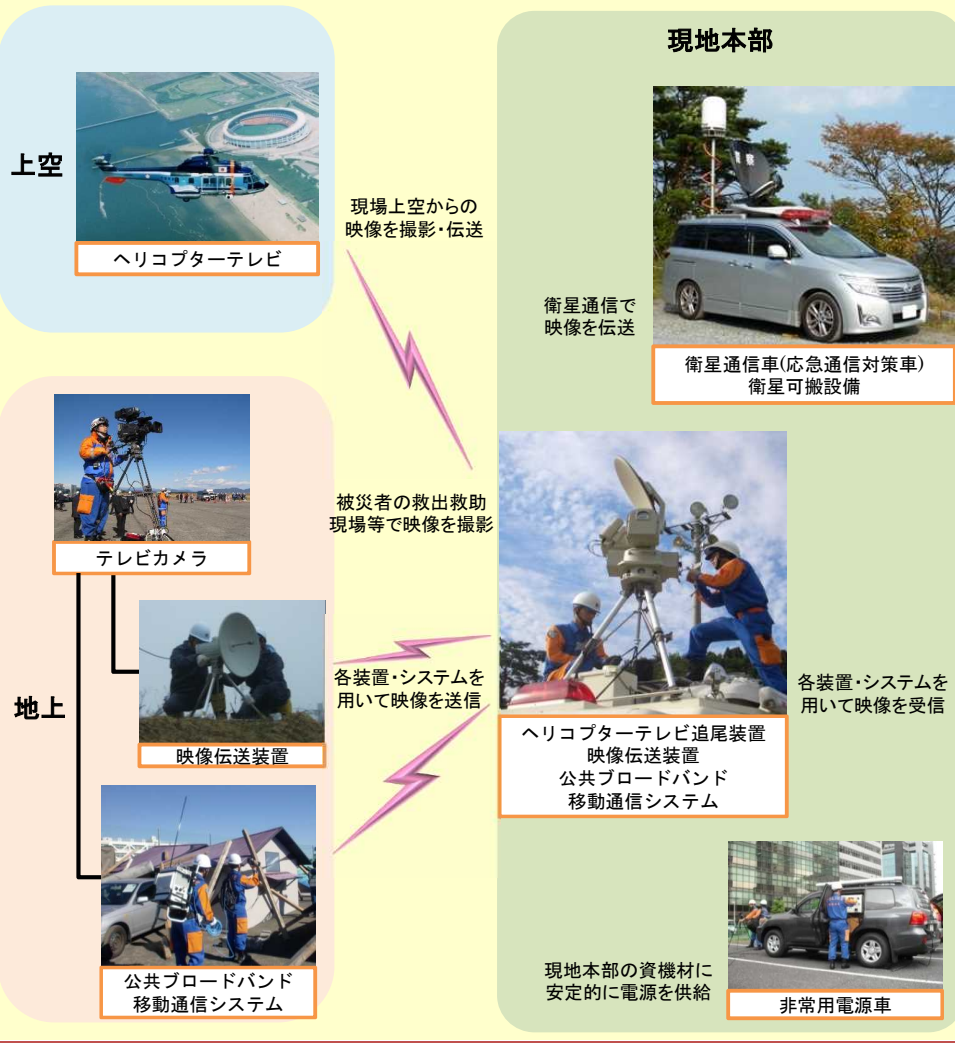 上空
ヘリコプターテレビ
現場上空からの
映像を撮影・伝送
現地本部
警察
衛星通信で
映像を伝送
衛星通信車(応急通信対策車)
衛星可搬設備
地上
テレビカメラ
被災者の救出救助
現場等で映像を撮影
映像伝送装置
各装置・システムを
用いて映像を送信
公共ブロードバンド
移動通信システム
ヘリコプターテレビ追尾装置
映像伝送装置
公共ブロードバンド
移動通信システム
各装置・システムを
用いて映像を受信
現地本部の資機材に
安定的に電源を供給
非常用電源車